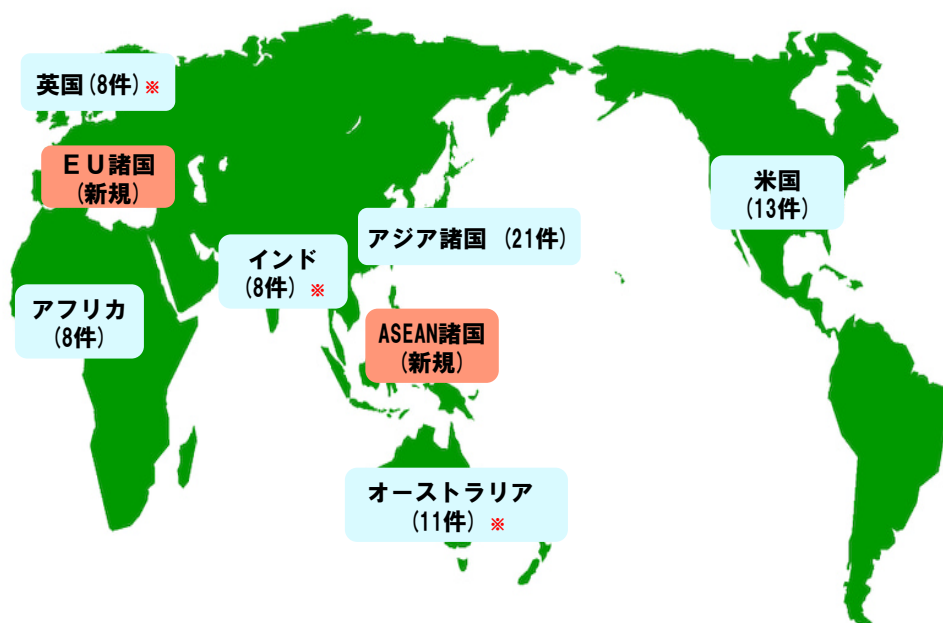 英国(8件)※
ＥＵ諸国
(新規)
米国
(13件)
アジア諸国 (21件)
インド
(8件) ※
アフリカ
(8件)
ASEAN諸国
(新規)
オーストラリア
(11件) ※